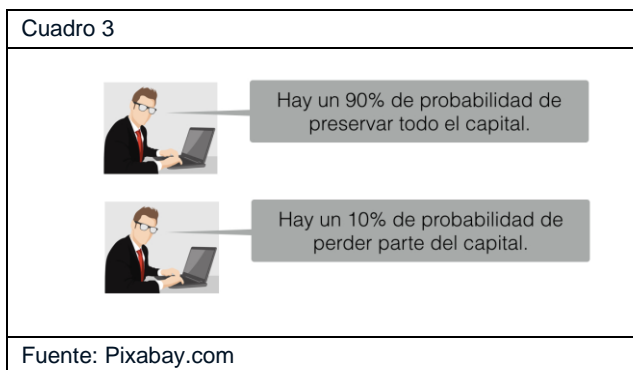 Cuadro 3
Hay un 90% de probabilidad de
preservar todo el capital.
Hay un 10% de probabilidad de
perder parte del capital.
Fuente: Pixabay.com